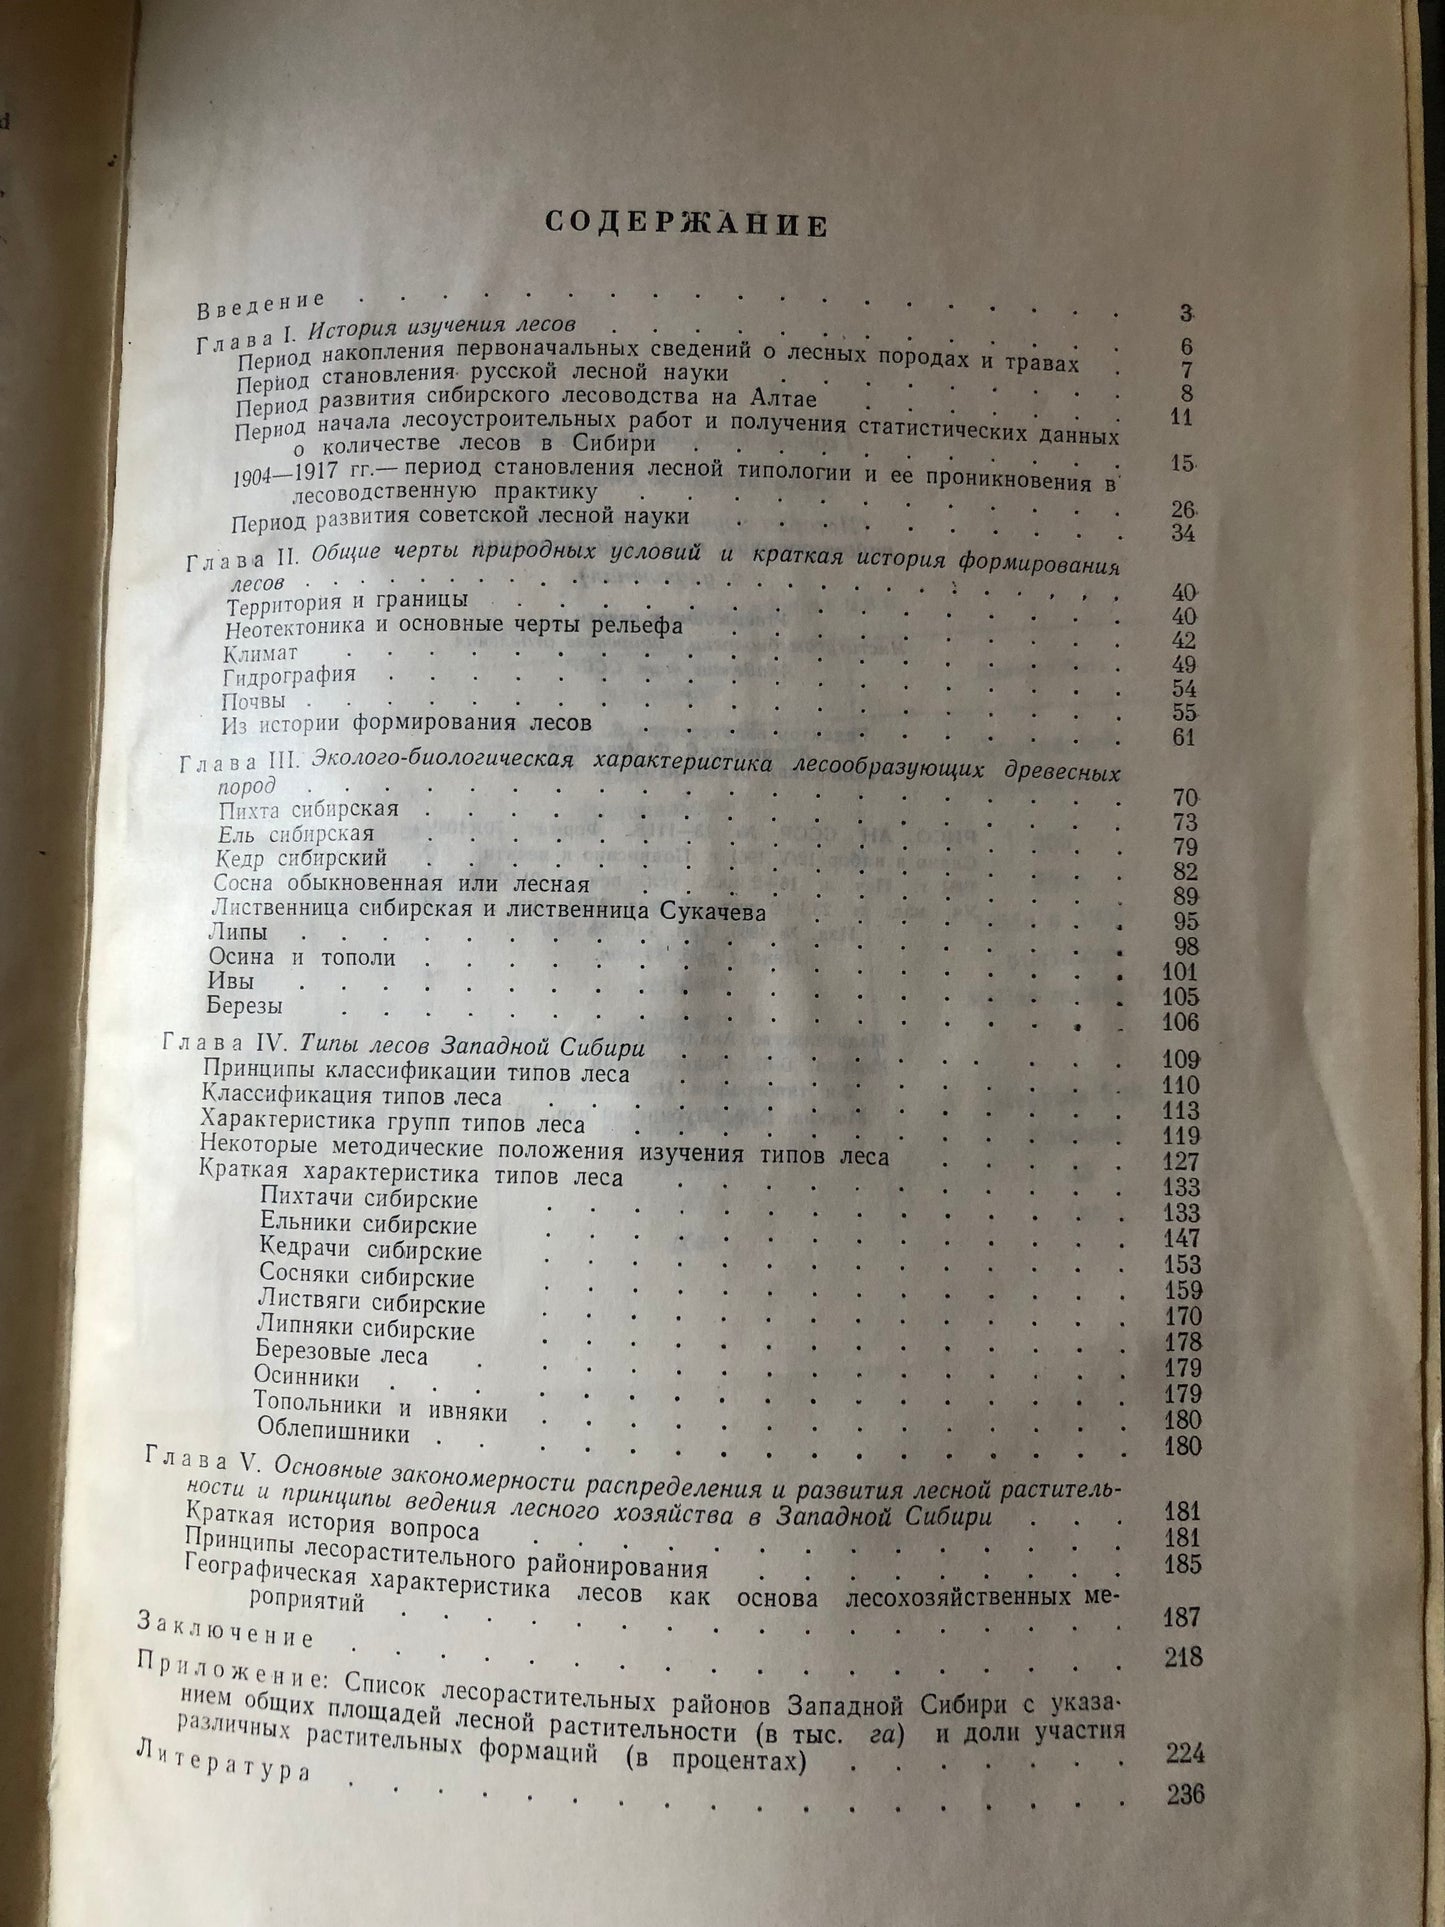 СОДЕРЖАНИЕ
Введение . . . . . . . . . . . . . . . . . . . 3
Глава I. История изучения лесов . . . . . . . . . . . . 6
Период накопления первоначальных сведений о лесных породах и травах . 7
Период становления русской лесной науки . . . . . . . . . 8
Период развития сибирского лесоводства на Алтае . . . . . . . 11
Период начала лесоустроительных работ и получения статистических данных
о количестве лесов в Сибири . . . . . . . . . . . 15
1904—1917 гг.— период становления лесной типологии и ее проникновения в
лесоводственную практику . . . . . . . . . . . . 26
Период развития советской лесной науки . . . . . . . . . . 34
Глава II. Общие черты природных условий и краткая история формирования
лесов . . . . . . . . . . . . . . . . . . . . 40
Территория и границы . . . . . . . . . . . . . . . 40
Неотектоника и основные черты рельефа . . . . . . . . . . 42
Климат . . . . . . . . . . . . . . . . . . . 49
Гидрография . . . . . . . . . . . . . . . . . . 54
Почвы . . . . . . . . . . . . . . . . . . . . 55
Из истории формирования лесов . . . . . . . . . . . . 61
Глава III. Эколого-биологическая характеристика лесообразующих древесных
пород . . . . . . . . . . . . . . . . . . . . 70
Пихта сибирская . . . . . . . . . . . . . . . . . 73
Ель сибирская . . . . . . . . . . . . . . . . . 79
Кедр сибирский . . . . . . . . . . . . . . . . . 82
Сосна обыкновенная или лесная . . . . . . . . . . . . 89
Лиственница сибирская и лиственница Сукачева . . . . . . . . 95
Липы . . . . . . . . . . . . . . . . . . . . 98
Осина и тополи . . . . . . . . . . . . . . . . . 101
Ивы . . . . . . . . . . . . . . . . . . . . 105
Березы . . . . . . . . . . . . . . . . . . . 106
Глава IV. Типы лесов Западной Сибири . . . . . . . . . . . 109
Принципы классификации типов леса . . . . . . . . . . . 110
Классификация типов леса . . . . . . . . . . . . . . 113
Характеристика групп типов леса . . . . . . . . . . . . 119
Некоторые методические положения изучения типов леса . . . . . 127
Краткая характеристика типов леса . . . . . . . . . . . 133
Пихтачи сибирские . . . . . . . . . . . . . . 133
Ельники сибирские . . . . . . . . . . . . . . 147
Кедрачи сибирские . . . . . . . . . . . . . . 153
Сосняки сибирские . . . . . . . . . . . . . . 159
Листвяги сибирские . . . . . . . . . . . . . . 170
Липняки сибирские . . . . . . . . . . . . . . 178
Березовые леса . . . . . . . . . . . . . . . 179
Осинники . . . . . . . . . . . . . . . . . 179
Топольники и ивняки . . . . . . . . . . . . . . 180
Облепишники . . . . . . . . . . . . . . . . 180
Глава V. Основные закономерности распределения и развития лесной раститель-
ности и принципы ведения лесного хозяйства в Западной Сибири . . . 181
Краткая история вопроса . . . . . . . . . . . . . . 181
Принципы лесорастительного районирования . . . . . . . . . 185
Географическая характеристика лесов как основа лесохозяйственных ме-
роприятий . . . . . . . . . . . . . . . . . 187
Заключение . . . . . . . . . . . . . . . . . . 218
Приложение: Список лесорастительных районов Западной Сибири с указа-
нием общих площадей лесной растительности (в тыс. га) и доли участия
различных растительных формаций (в процентах) . . . . . . . 224
Литература . . . . . . . . . . . . . . . . . . 236